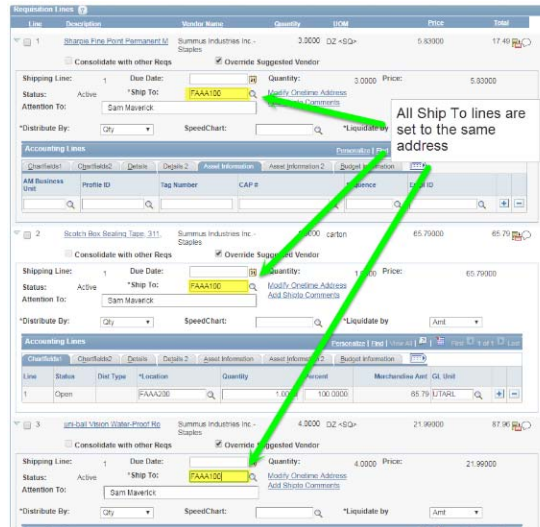 Requisition Lines
Line Description Vendor Name Quantity UOM Price Total
1 Sharpie Fine Point Permanent M Summus Industries Inc.- Staples 3.0000 DZ <SQ> 5.83000 17.49
Consolidate with other Reqs Override Suggested Vendor
Shipping Line: 1 Due Date: Quantity: 3.0000 Price: 5.83000
Status: Active *Ship To: FAAA100 Modify Onetime Address
Attention To: Sam Maverick Comments
All Ship To lines are
set to the same
address
*Distribute By: Qty SpeedChart: *Liquidate by
Accounting Lines Personalize | Find
Chartfields1 Chartfields2 Details Details 2 Asset Information Asset Information 2 Budget Information
AM Business Unit Profile ID Tag Number CAP # Sequence ID
2 Scotch Box Sealing Tape, 311, Summus Industries Inc.- Staples carton 65.79000 65.79
Consolidate with other Reqs Override Suggested Vendor
Shipping Line: 1 Due Date: Quantity: 1.0000 Price: 65.79000
Status: Active *Ship To: FAAA100 Modify Onetime Address
Attention To: Sam Maverick Add Shipto Comments
*Distribute By: Qty SpeedChart: *Liquidate by Amt
Accounting Lines Personalize | Find | View All | First 1 of 1 Last
Chartfields1 Chartfields2 Details Details 2 Asset Information Asset Information 2 Budget Information
Line Status Dist Type *Location Quantity Percent Merchandise Amt GL Unit
1 Open FAAA200 1.0000 100.0000 65.79 UTARL
3 uni-ball Vision Water-Proof Ro Summus Industries Inc.- Staples 4.0000 DZ <SQ> 21.99000 87.96
Consolidate with other Reqs Override Suggested Vendor
Shipping Line: 1 Due Date: Quantity: 4.0000 Price: 21.99000
Status: Active *Ship To: FAAA100 Modify Onetime Address
Attention To: Sam Maverick Add Shipto Comments
*Distribute By: Qty SpeedChart: *Liquidate by Amt